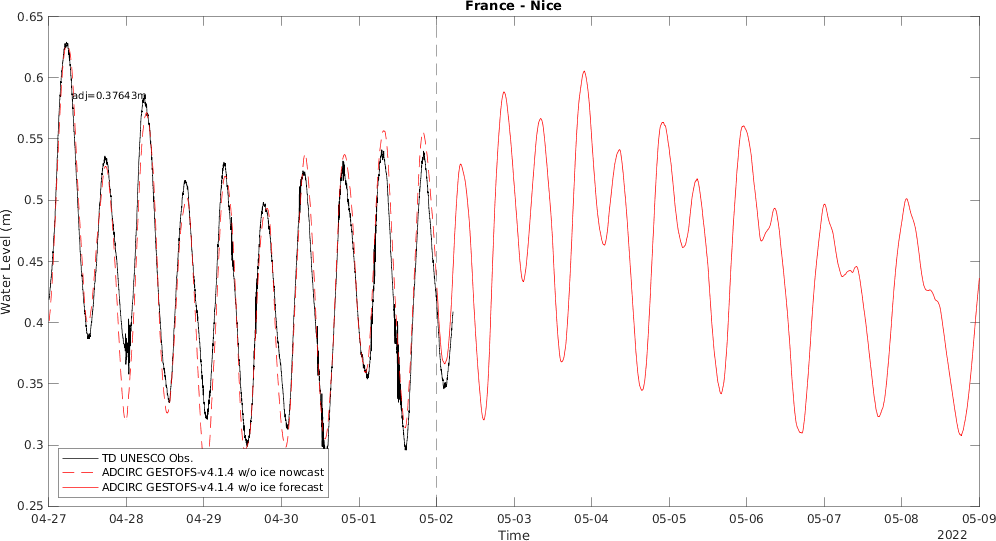 France - Nice
0.65
0.6
0.55
0.5
0.45
0.4
0.35
0.3
0.25
Water Level (m)
adj=0.37643m
TD UNESCO Obs.
ADCIRC GESTOFS-v4.1.4 w/o ice nowcast
ADCIRC GESTOFS-v4.1.4 w/o ice forecast
04-27 04-28 04-29 04-30 05-01 05-02 05-03 05-04 05-05 05-06 05-07 05-08 05-09
Time
2022